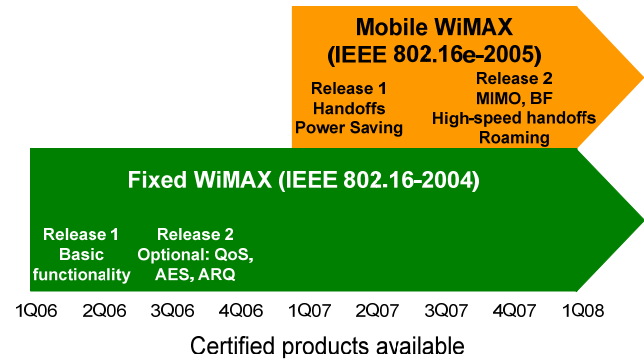 Mobile WiMAX
(IEEE 802.16e-2005)
Release 1
Handoffs
Power Saving
Release 2
MIMO, BF
High-speed handoffs
Roaming
Fixed WiMAX (IEEE 802.16-2004)
Release 1
Basic
functionality
Release 2
Optional: QoS,
AES, ARQ
1Q06 2Q06 3Q06 4Q06 1Q07 2Q07 3Q07 4Q07 1Q08
Certified products available